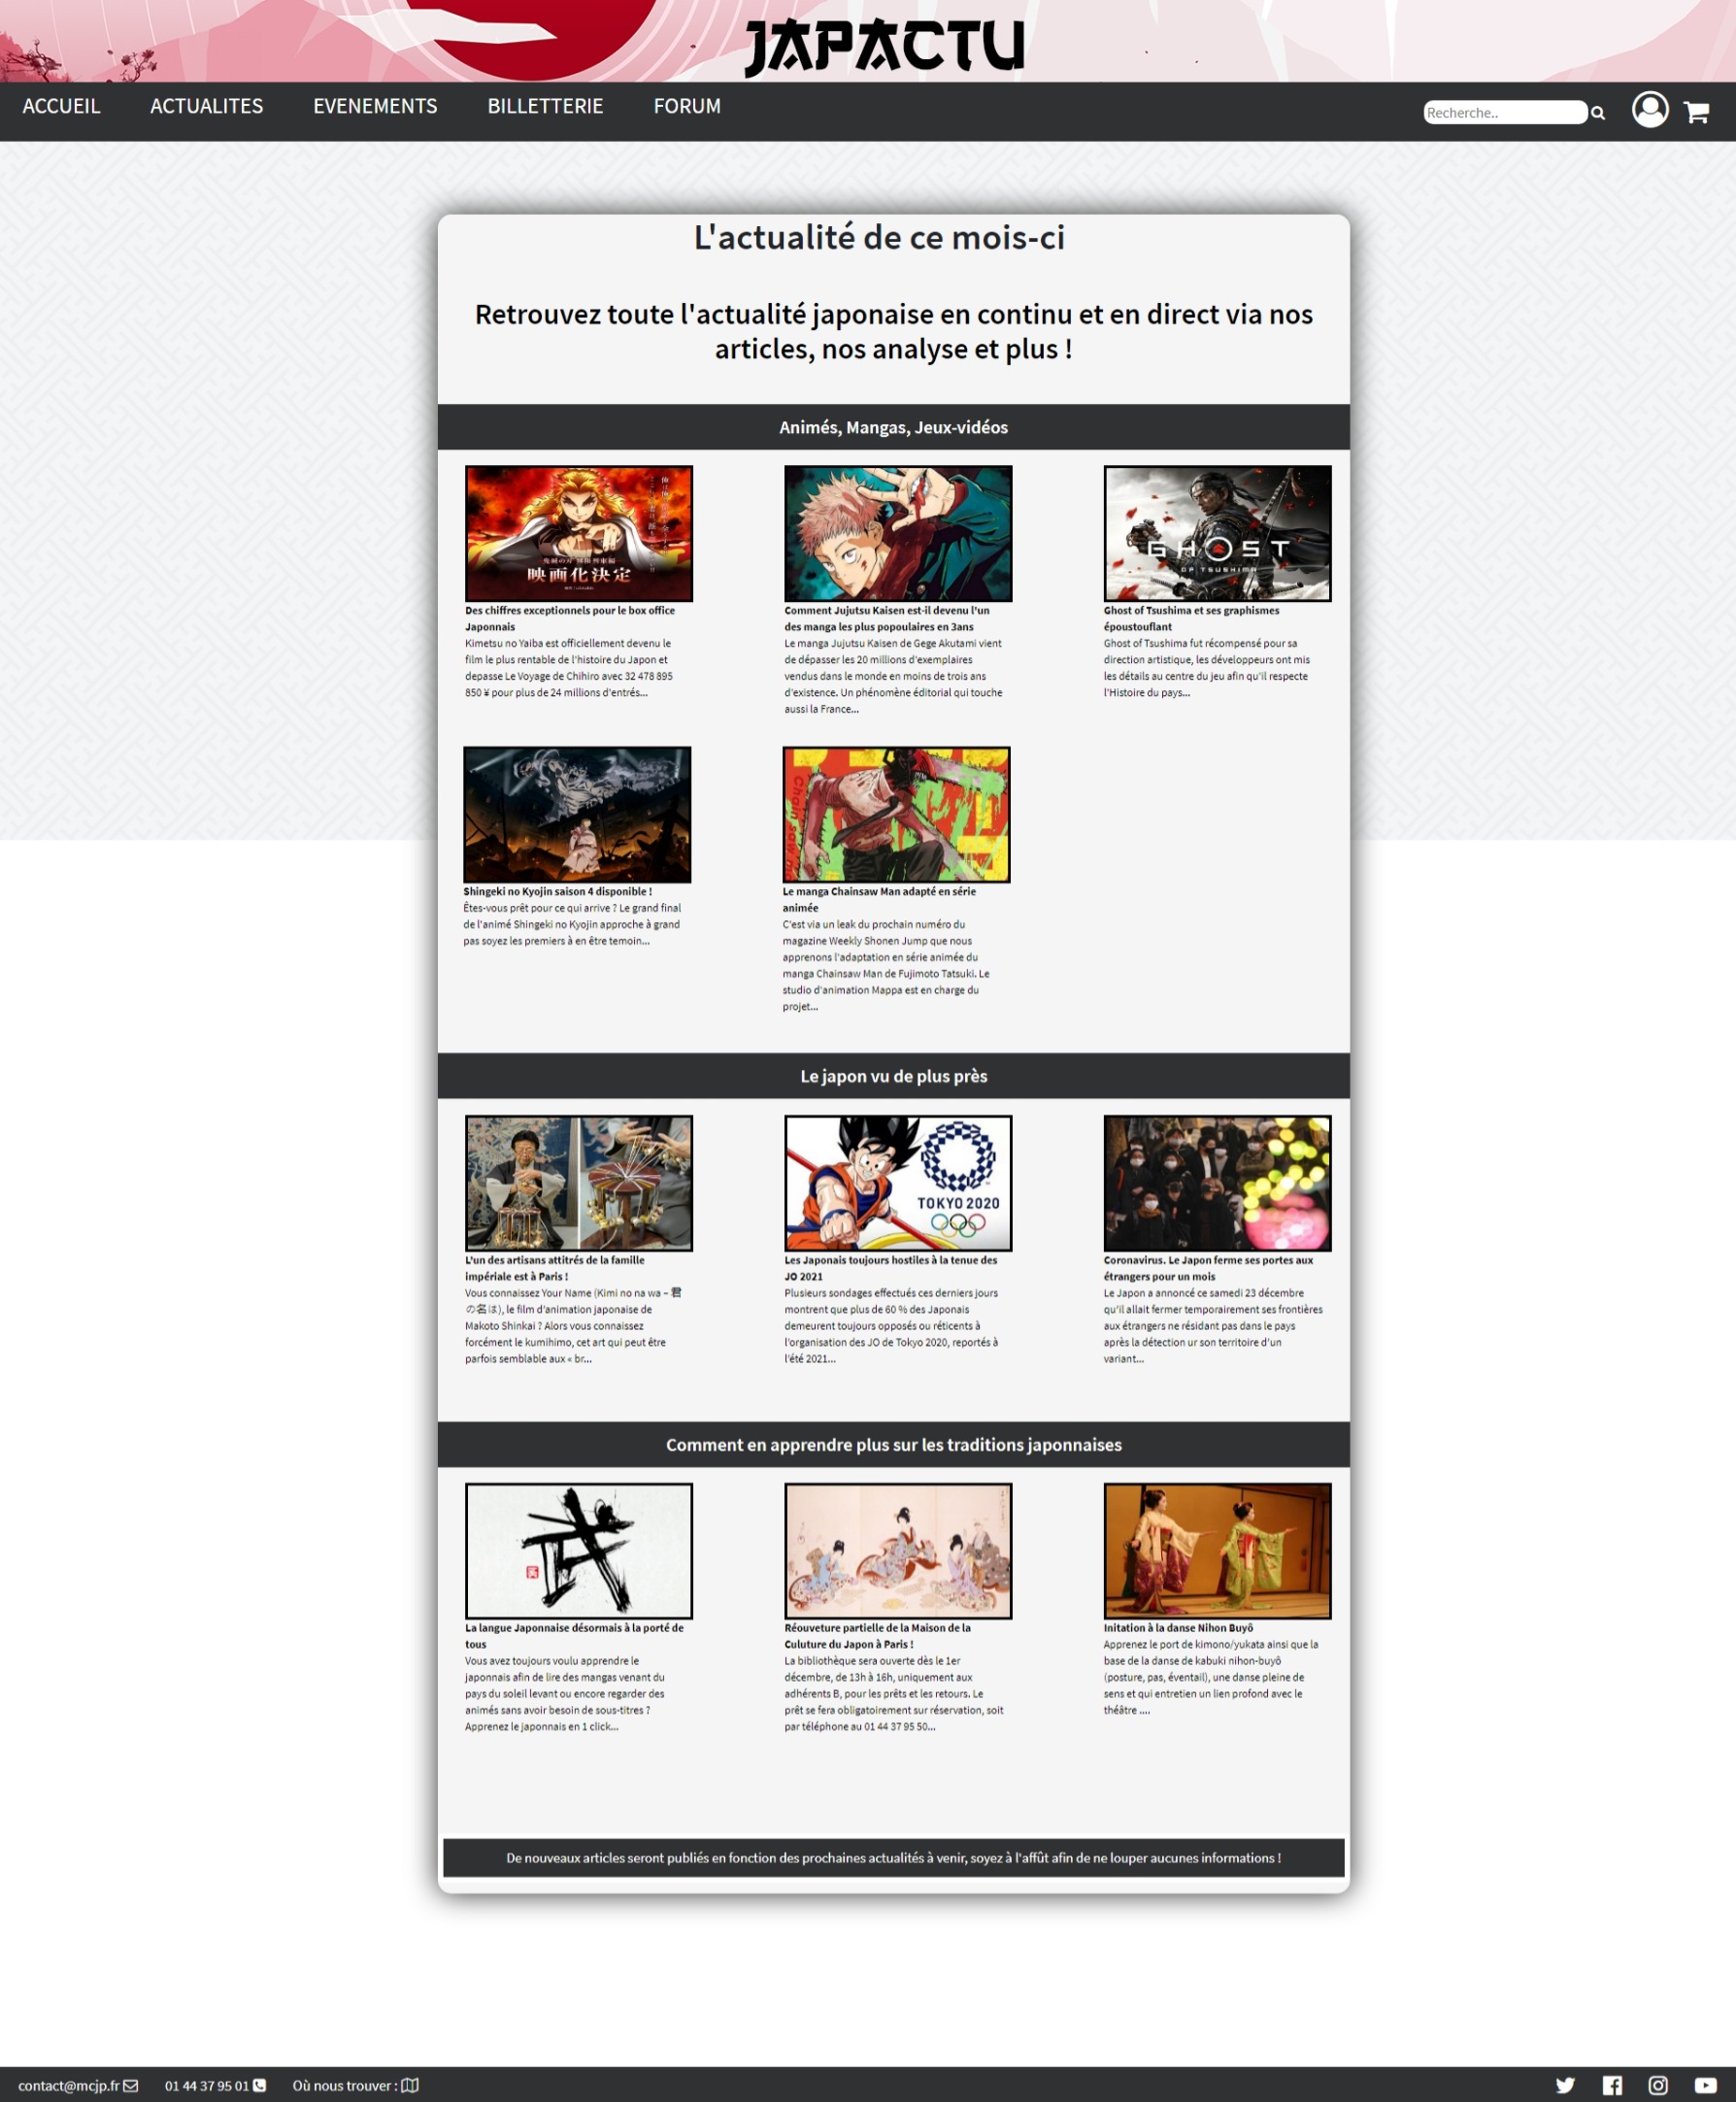 JAPACTU
ACCUEIL ACTUALITES EVENEMENTS BILLETTERIE FORUM Recherche..
L'actualité de ce mois-ci
Retrouvez toute l'actualité japonaise en continu et en direct via nos
articles, nos analyse et plus !
Animés, Mangas, Jeux-vidéos
映画化決定
GHOST
OF TSUSHIMA
Des chiffres exceptionnels pour le box office
Japonnais
Kimetsu no Yaiba est officiellement devenu le
film le plus rentable de l'histoire du Japon et
depasse Le Voyage de Chihiro avec 32 478 895
850 ¥ pour plus de 24 millions d'entrés...
Comment Jujutsu Kaisen est-il devenu l'un
des manga les plus popoulaires en 3ans
Le manga Jujutsu Kaisen de Gege Akutami vient
de dépasser les 20 millions d'exemplaires
vendus dans le monde en moins de trois ans
d'existence. Un phénomène éditorial qui touche
aussi la France...
Ghost of Tsushima et ses graphismes
époustouflant
Ghost of Tsushima fut récompensé pour sa
direction artistique, les développeurs ont mis
les détails au centre du jeu afin qu'il respecte
l'Histoire du pays...
Shingeki no Kyojin saison 4 disponible !
Êtes-vous prêt pour ce qui arrive ? Le grand final
de l'animé Shingeki no Kyojin approche à grand
pas soyez les premiers à en être temoin...
Chain saw
Le manga Chainsaw Man adapté en série
animée
C'est via un leak du prochain numéro du
magazine Weekly Shonen Jump que nous
apprenons l'adaptation en série animée du
manga Chainsaw Man de Fujimoto Tatsuki. Le
studio d'animation Mappa est en charge du
projet...
Le japon vu de plus près
L'un des artisans attitrés de la famille
impériale est à Paris !
Vous connaissez Your Name (Kimi no na wa – 君
の名は), le film d'animation japonaise de
Makoto Shinkai ? Alors vous connaissez
forcément le kumihimo, cet art qui peut être
parfois semblable aux « br...
TOKYO 2020
Les Japonais toujours hostiles à la tenue des
JO 2021
Plusieurs sondages effectués ces derniers jours
montrent que plus de 60 % des Japonais
demeurent toujours opposés ou réticents à
l'organisation des JO de Tokyo 2020, reportés à
l'été 2021...
Coronavirus. Le Japon ferme ses portes aux
étrangers pour un mois
Le Japon a annoncé ce samedi 23 décembre
qu'il allait fermer temporairement ses frontières
aux étrangers ne résidant pas dans le pays
après la détection ur son territoire d'un
variant...
Comment en apprendre plus sur les traditions japonnaises
武
La langue Japonnaise désormais à la porté de
tous
Vous avez toujours voulu apprendre le
japonnais afin de lire des mangas venant du
pays du soleil levant ou encore regarder des
animés sans avoir besoin de sous-titres ?
Apprenez le japonnais en 1 click...
Réouveture partielle de la Maison de la
Culuture du Japon à Paris !
La bibliothèque sera ouverte dès le 1er
décembre, de 13h à 16h, uniquement aux
adhérents B, pour les prêts et les retours. Le
prêt se fera obligatoirement sur réservation, soit
par téléphone au 01 44 37 95 50...
Initation à la danse Nihon Buyô
Apprenez le port de kimono/yukata ainsi que la
base de la danse de kabuki nihon-buyô
(posture, pas, éventail), une danse pleine de
sens et qui entretien un lien profond avec le
théâtre ....
De nouveaux articles seront publiés en fonction des prochaines actualités à venir, soyez à l'affût afin de ne louper aucunes informations !
contact@mcjp.fr 01 44 37 95 01 Où nous trouver :